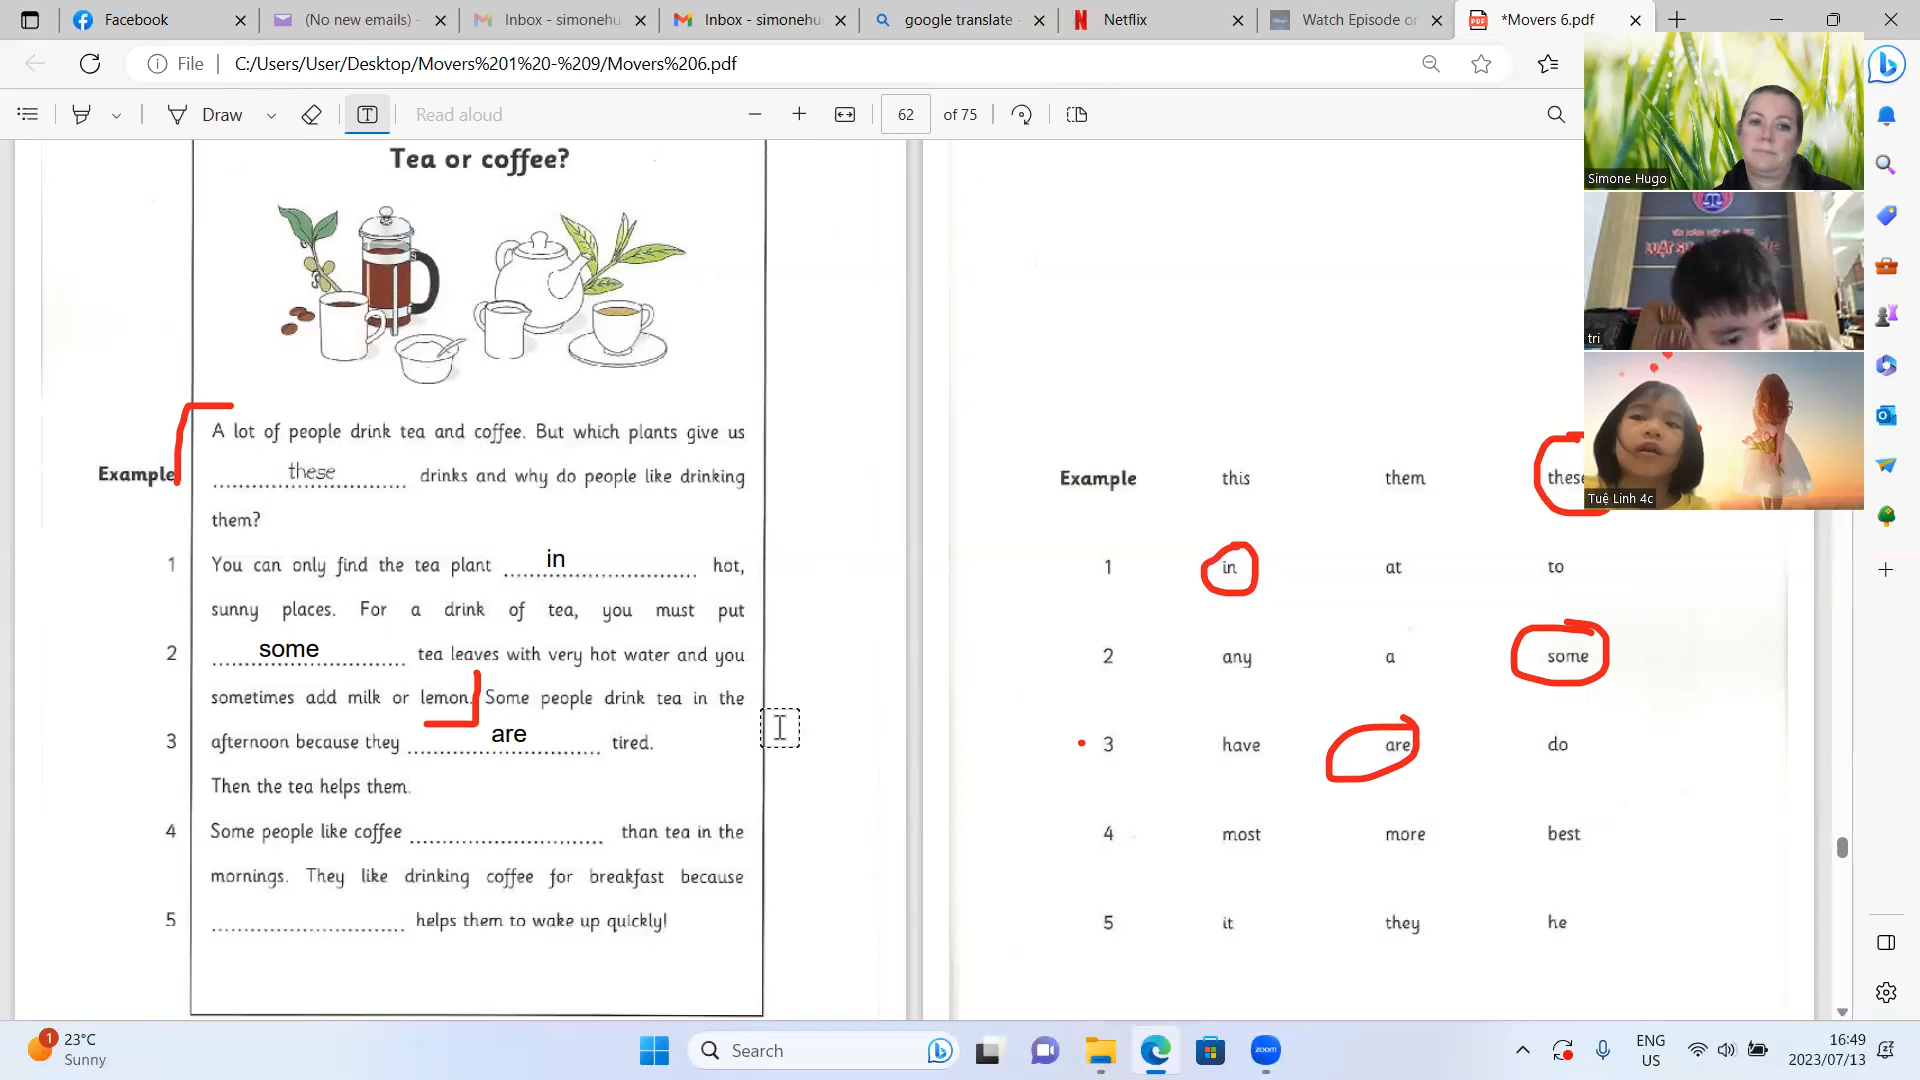 Facebook
(No new emails) -
Inbox - simonehu
Inbox - simonehu
google translate -
Netflix
Watch Episode or
*Movers 6.pdf
File
C:/Users/User/Desktop/Movers%201%20-%209/Movers%206.pdf
Draw
Read aloud
62 of 75
Tea or coffee?
A lot of people drink tea and coffee. But which plants give us
Example these drinks and why do people like drinking
them?
1 You can only find the tea plant in hot,
sunny places. For a drink of tea, you must put
2 some tea leaves with very hot water and you
sometimes add milk or lemon. Some people drink tea in the
3 afternoon because they are tired.
Then the tea helps them.
4 Some people like coffee than tea in the
mornings. They like drinking coffee for breakfast because
5 helps them to wake up quickly!
Example this them these
1 in at to
2 any a some
3 have are do
4 most more best
5 it they he
Simone Hugo
tri
Tuệ Linh 4c
1
23°C
Sunny
Search
zoom
ENG
US
16:49
2023/07/13